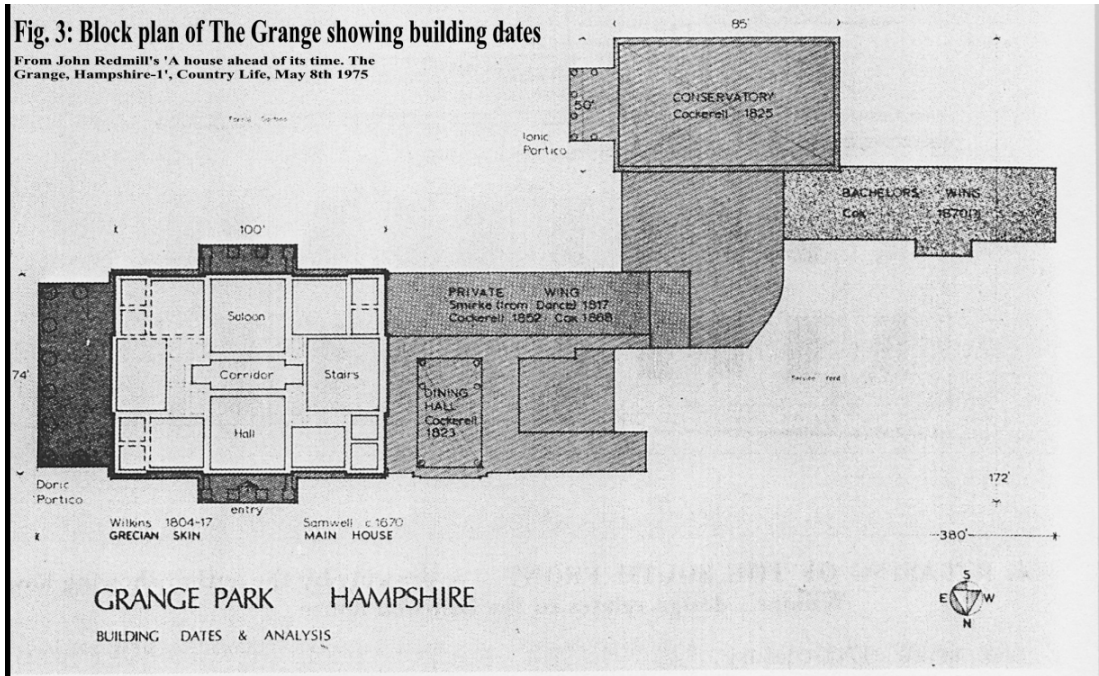 Fig. 3: Block plan of The Grange showing building dates
From John Redmill's 'A house ahead of its time. The
Grange, Hampshire-1', Country Life, May 8th 1975
85'
CONSERVATORY
Cockerell 1825
50'
Ionic
Portico
BACHELORS WING
Cox 1870(?)
100'
PRIVATE WING
Smirke (from Dance) 1817
Cockerell 1852 Cox 1868
Saloon
Corridor
Stairs
Hall
74'
DINING
HALL
Cockerell
1823
Service Yard
Doric
Portico
entry
172'
Wilkins 1804-17
GRECIAN SKIN
Samwell c.1670
MAIN HOUSE
380'
GRANGE PARK HAMPSHIRE
BUILDING DATES & ANALYSIS
S
E W
N